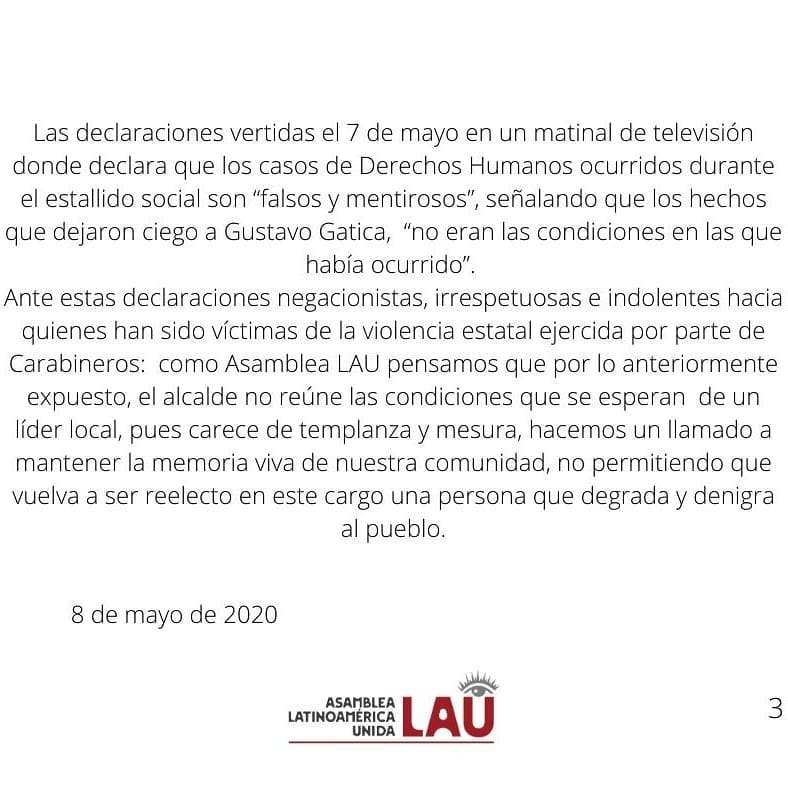 Las declaraciones vertidas el 7 de mayo en un matinal de televisión
donde declara que los casos de Derechos Humanos ocurridos durante
el estallido social son “falsos y mentirosos”, señalando que los hechos
que dejaron ciego a Gustavo Gatica,  “no eran las condiciones en las que
había ocurrido”.
Ante estas declaraciones negacionistas, irrespetuosas e indolentes hacia
quienes han sido víctimas de la violencia estatal ejercida por parte de
Carabineros:  como Asamblea LAU pensamos que por lo anteriormente
expuesto, el alcalde no reúne las condiciones que se esperan  de un
líder local, pues carece de templanza y mesura, hacemos un llamado a
mantener la memoria viva de nuestra comunidad, no permitiendo que
vuelva a ser reelecto en este cargo una persona que degrada y denigra
al pueblo.
8 de mayo de 2020
ASAMBLEA
LATINOAMÉRICA
UNIDA
LAU
3